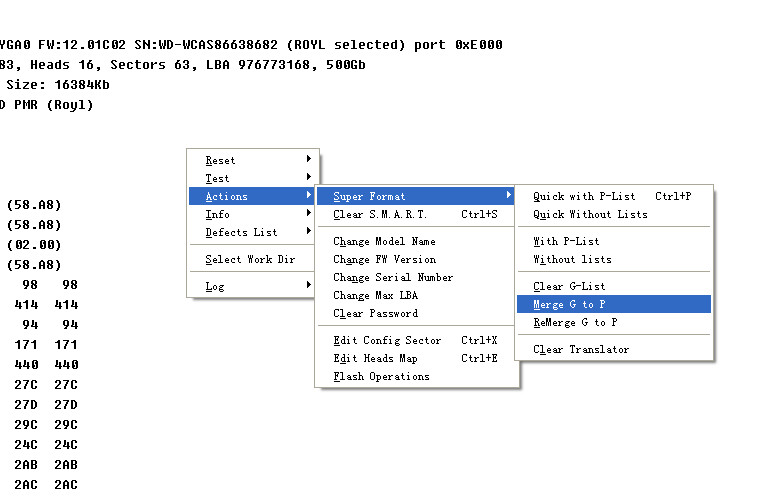 YGA0 FW:12.01C02 SN:WD-WCAS86638682 (ROYL selected) port 0xE000
B3, Heads 16, Sectors 63, LBA 976773168, 500Gb
Size: 16384Kb
D PMR (Royl)
Reset
Test
Actions
Info
Defects List
Select Work Dir
Log
Super Format
Clear S.M.A.R.T. Ctrl+S
Change Model Name
Change FW Version
Change Serial Number
Change Max LBA
Clear Password
Edit Config Sector Ctrl+X
Edit Heads Map Ctrl+E
Flash Operations
Quick with P-List Ctrl+P
Quick Without Lists
With P-List
Without lists
Clear G-List
Merge G to P
ReMerge G to P
Clear Translator
(58.A8)
(58.A8)
(02.00)
(58.A8)
98 98
414 414
94 94
171 171
440 440
27C 27C
27D 27D
29C 29C
24C 24C
2AB 2AB
2AC 2AC